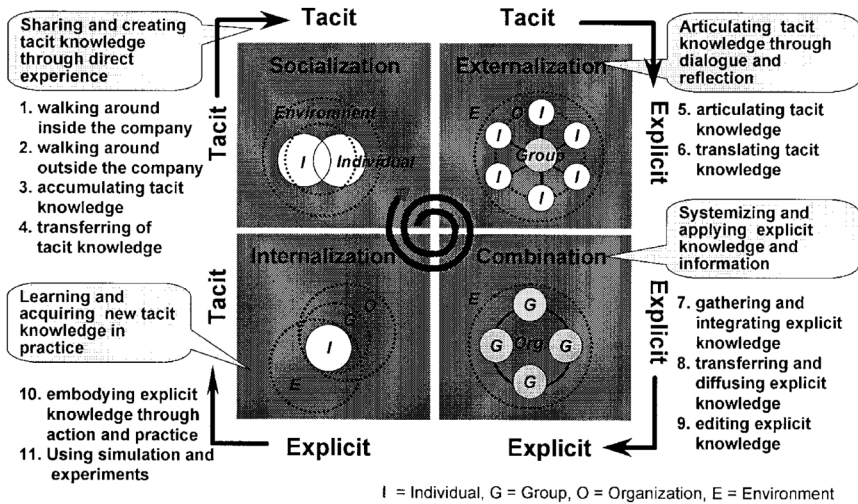 Sharing and creating
tacit knowledge
through direct
experience
1. walking around
inside the company
2. walking around
outside the company
3. accumulating tacit
knowledge
4. transferring of
tacit knowledge
Tacit
Tacit
Socialization
Environment
I
Individual
Tacit
Externalization
E
O
I
I
I
Group
I
I
I
Explicit
Articulating tacit
knowledge through
dialogue and
reflection
5. articulating tacit
knowledge
6. translating tacit
knowledge
Learning and
acquiring new tacit
knowledge in
practice
10. embodying explicit
knowledge through
action and practice
11. Using simulation and
experiments
Tacit
Internalization
G
O
I
E
Explicit
Combination
E
G
G
Org
G
G
Explicit
Explicit
Systemizing and
applying explicit
knowledge and
information
7. gathering and
integrating explicit
knowledge
8. transferring and
diffusing explicit
knowledge
9. editing explicit
knowledge
I = Individual, G = Group, O = Organization, E = Environment